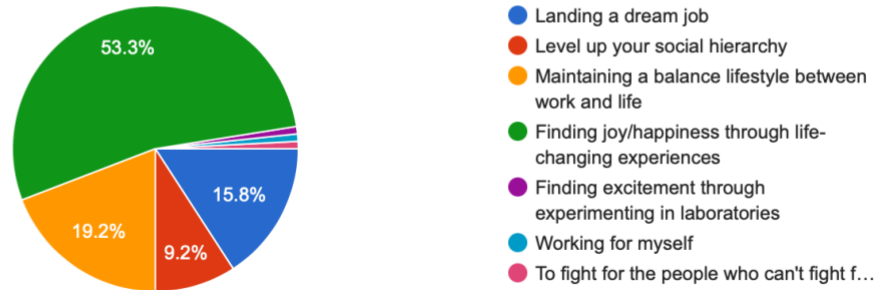 53.3%
15.8%
19.2%
9.2%
Landing a dream job
Level up your social hierarchy
Maintaining a balance lifestyle between
work and life
Finding joy/happiness through life-
changing experiences
Finding excitement through
experimenting in laboratories
Working for myself
To fight for the people who can't fight f...